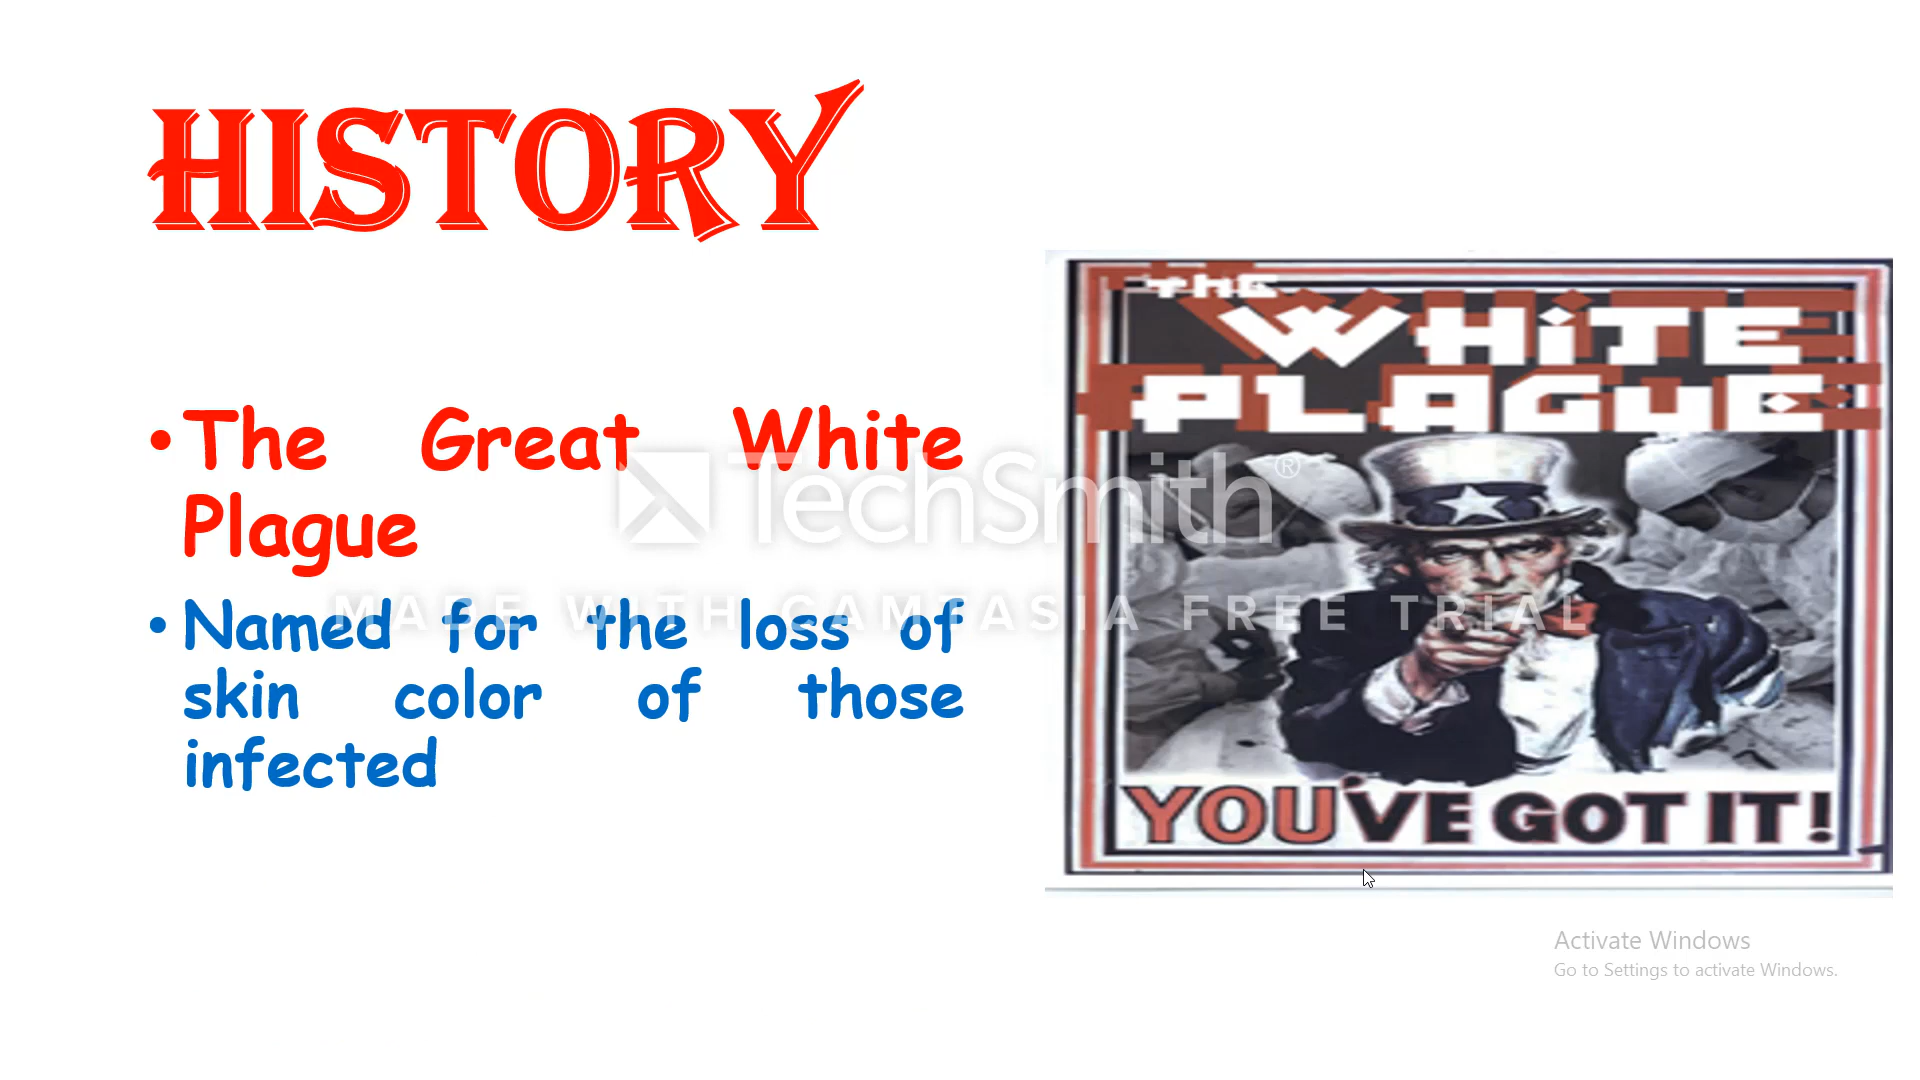 HISTORY
• The Great White
Plague
• Named for the loss of
skin color of those
infected
THE
WHiTE
PLAGuE
YOU'VE GOT IT!
TechSmith®
MADE WITH CAMTASIA FREE TRIAL
Activate Windows
Go to Settings to activate Windows.